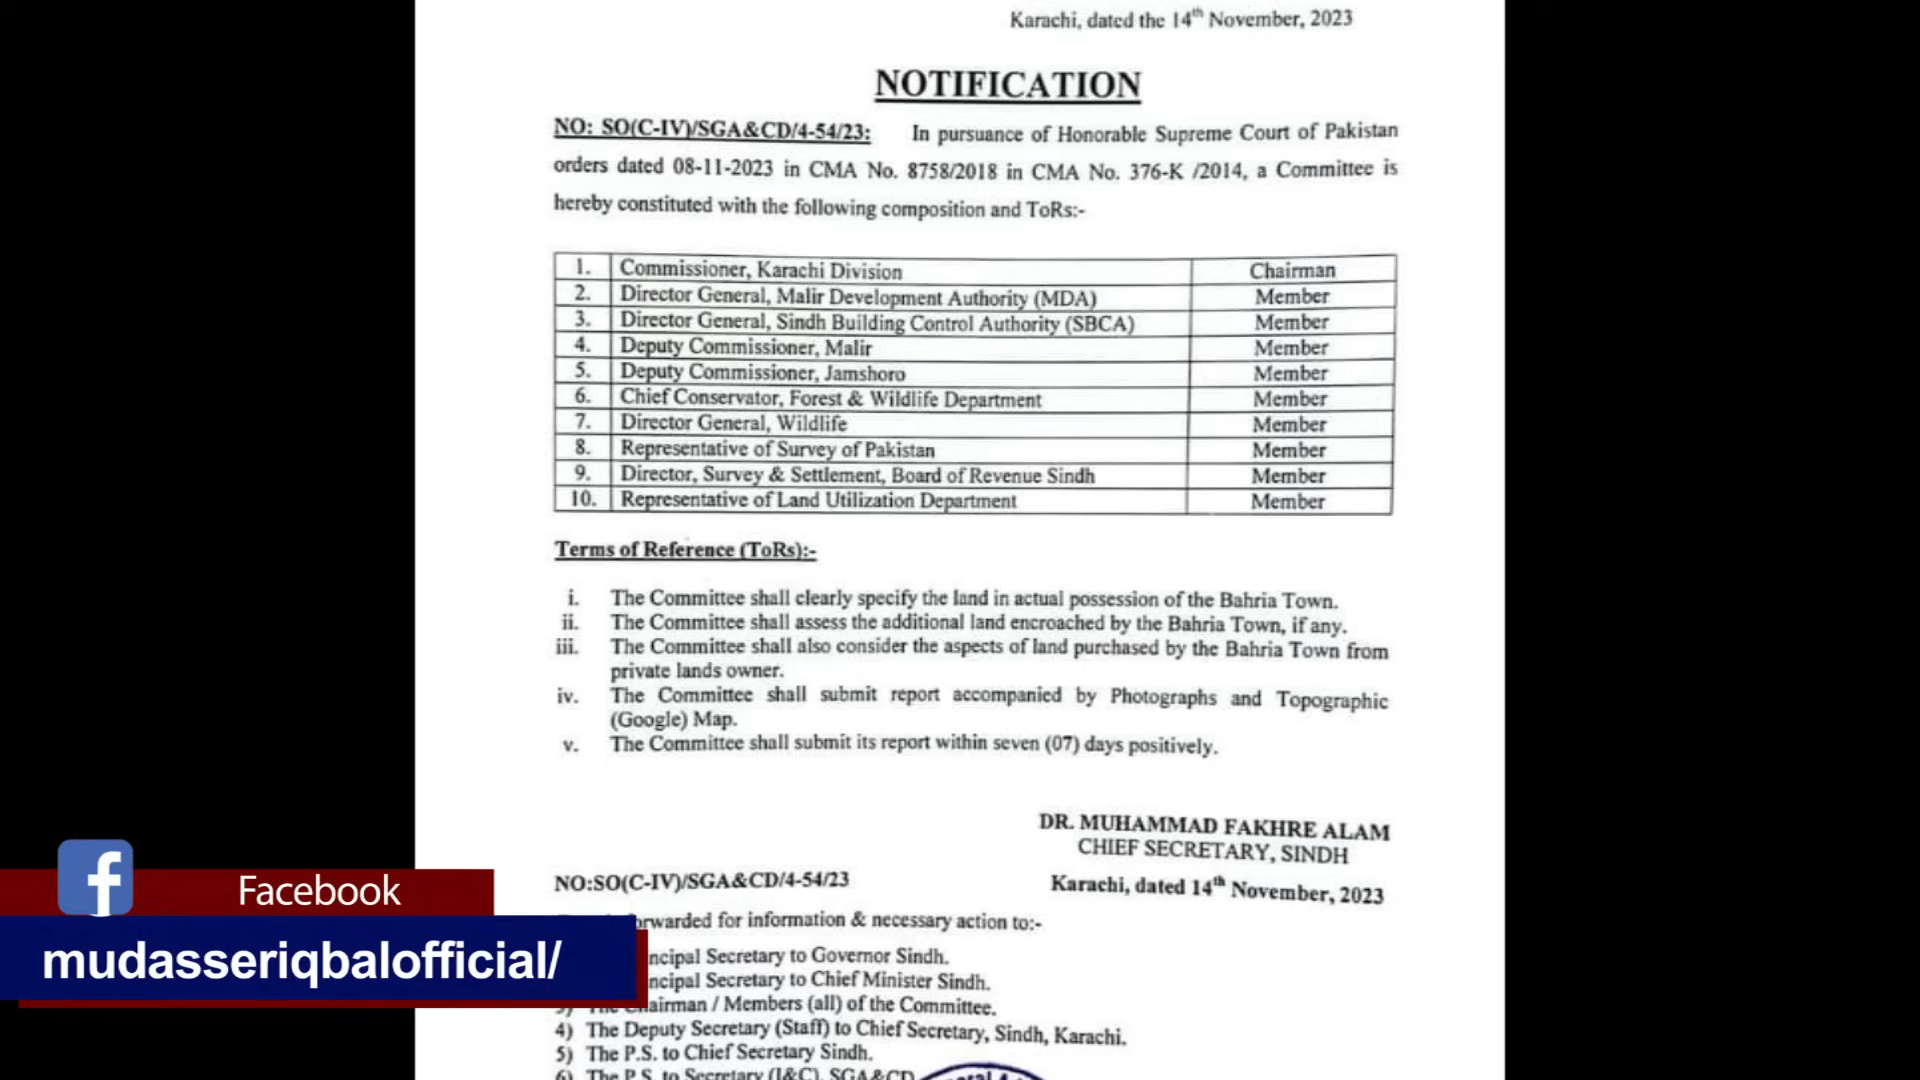 Karachi, dated the 14th November, 2023
NOTIFICATION
NO: SO(C-IV)/SGA&CD/4-54/23: In pursuance of Honorable Supreme Court of Pakistan
orders dated 08-11-2023 in CMA No. 8758/2018 in CMA No. 376-K /2014, a Committee is
hereby constituted with the following composition and ToRs:-
1. Commissioner, Karachi Division Chairman
2. Director General, Malir Development Authority (MDA) Member
3. Director General, Sindh Building Control Authority (SBCA) Member
4. Deputy Commissioner, Malir Member
5. Deputy Commissioner, Jamshoro Member
6. Chief Conservator, Forest & Wildlife Department Member
7. Director General, Wildlife Member
8. Representative of Survey of Pakistan Member
9. Director, Survey & Settlement, Board of Revenue Sindh Member
10. Representative of Land Utilization Department Member
Terms of Reference (ToRs):-
i. The Committee shall clearly specify the land in actual possession of the Bahria Town.
ii. The Committee shall assess the additional land encroached by the Bahria Town, if any.
iii. The Committee shall also consider the aspects of land purchased by the Bahria Town from
private lands owner.
iv. The Committee shall submit report accompanied by Photographs and Topographic
(Google) Map.
v. The Committee shall submit its report within seven (07) days positively.
DR. MUHAMMAD FAKHRE ALAM
CHIEF SECRETARY, SINDH
NO:SO(C-IV)/SGA&CD/4-54/23 Karachi, dated 14th November, 2023
forwarded for information & necessary action to:-
Secretary to Governor Sindh.
Secretary to Chief Minister Sindh.
/ Members (all) of the Committee.
4) The Deputy Secretary (Staff) to Chief Secretary, Sindh, Karachi.
5) The P.S. to Chief Secretary Sindh.
6) The P.S. to Secretary (I&C), SGA&CD
Facebook
mudasseriqbalofficial/